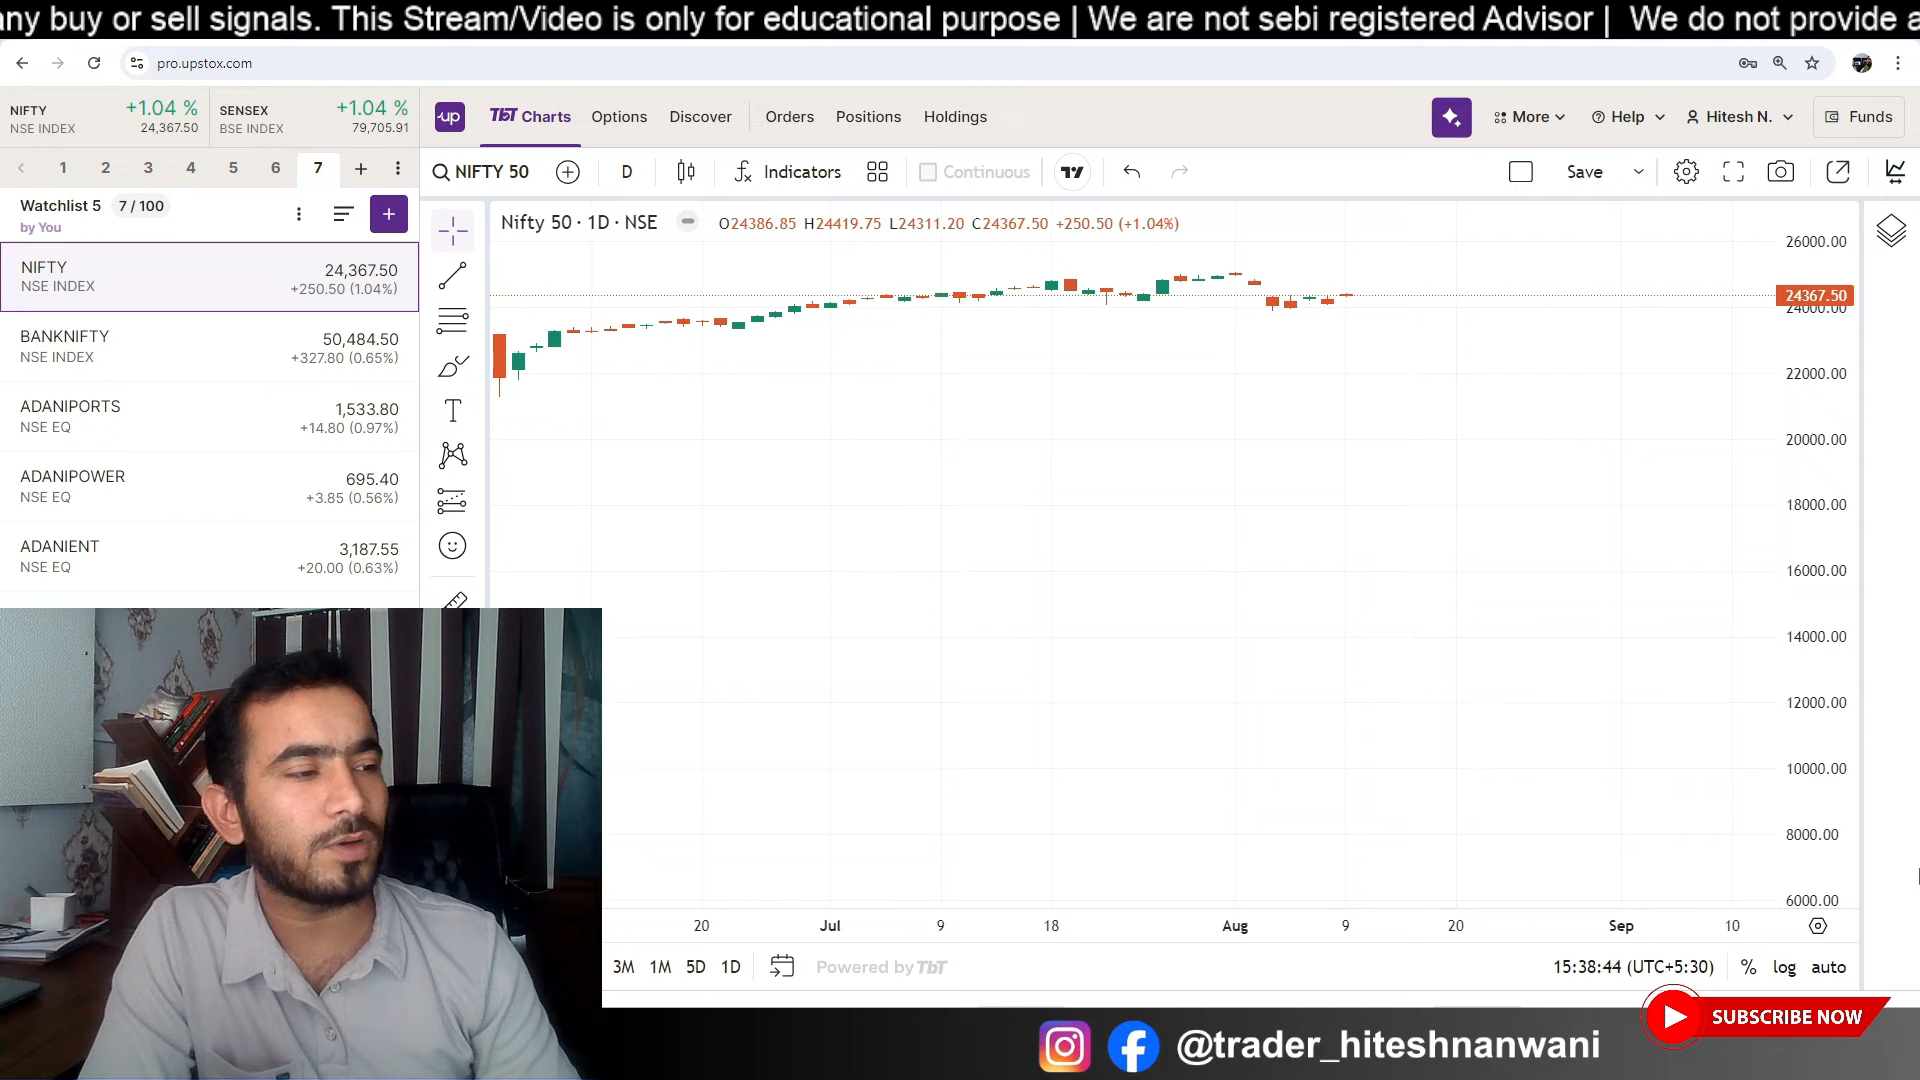 ny buy or sell signals. This Stream/Video is only for educational purpose | We are not sebi registered Advisor | We do not provide a
pro.upstox.com
NIFTY +1.04 %
NSE INDEX 24,367.50
SENSEX +1.04 %
BSE INDEX 79,705.91
up TBT Charts Options Discover Orders Positions Holdings More Help Hitesh N. Funds
1 2 3 4 5 6 7
NIFTY 50 D Indicators Continuous Save
Watchlist 5 7 / 100
by You
Nifty 50 · 1D · NSE O24386.85 H24419.75 L24311.20 C24367.50 +250.50 (+1.04%)
NIFTY 24,367.50
NSE INDEX +250.50 (1.04%)
BANKNIFTY 50,484.50
NSE INDEX +327.80 (0.65%)
ADANIPORTS 1,533.80
NSE EQ +14.80 (0.97%)
ADANIPOWER 695.40
NSE EQ +3.85 (0.56%)
ADANIENT 3,187.55
NSE EQ +20.00 (0.63%)
26000.00
24367.50
24000.00
22000.00
20000.00
18000.00
16000.00
14000.00
12000.00
10000.00
8000.00
6000.00
20 Jul 9 18 Aug 9 20 Sep 10
3M 1M 5D 1D Powered by TbT 15:38:44 (UTC+5:30) % log auto
SUBSCRIBE NOW
@trader_hiteshnanwani